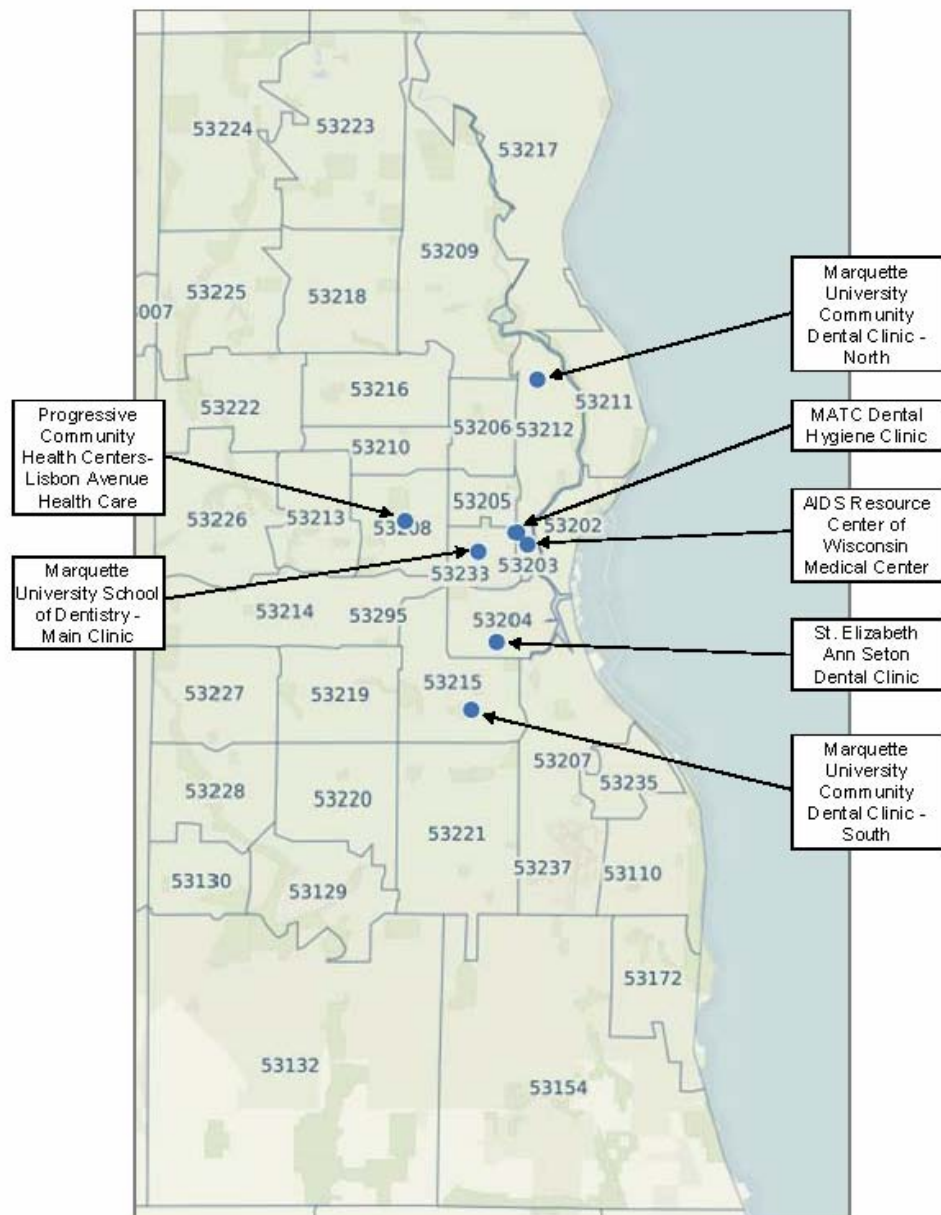 53224
53223
53217
53209
53225
53218
3007
Marquette
University
Community
Dental Clinic -
North
53216
53222
53211
53206
53212
53210
Progressive
Community
Health Centers-
Lisbon Avenue
Health Care
MATC Dental
Hygiene Clinic
53205
53226
53213
53208
53202
AIDS Resource
Center of
Wisconsin
Medical Center
53203
53233
Marquette
University School
of Dentistry -
Main Clinic
53214
53295
53204
St. Elizabeth
Ann Seton
Dental Clinic
53227
53219
53215
Marquette
University
Community
Dental Clinic -
South
53207
53235
53228
53220
53221
53237
53110
53130
53129
53172
53132
53154